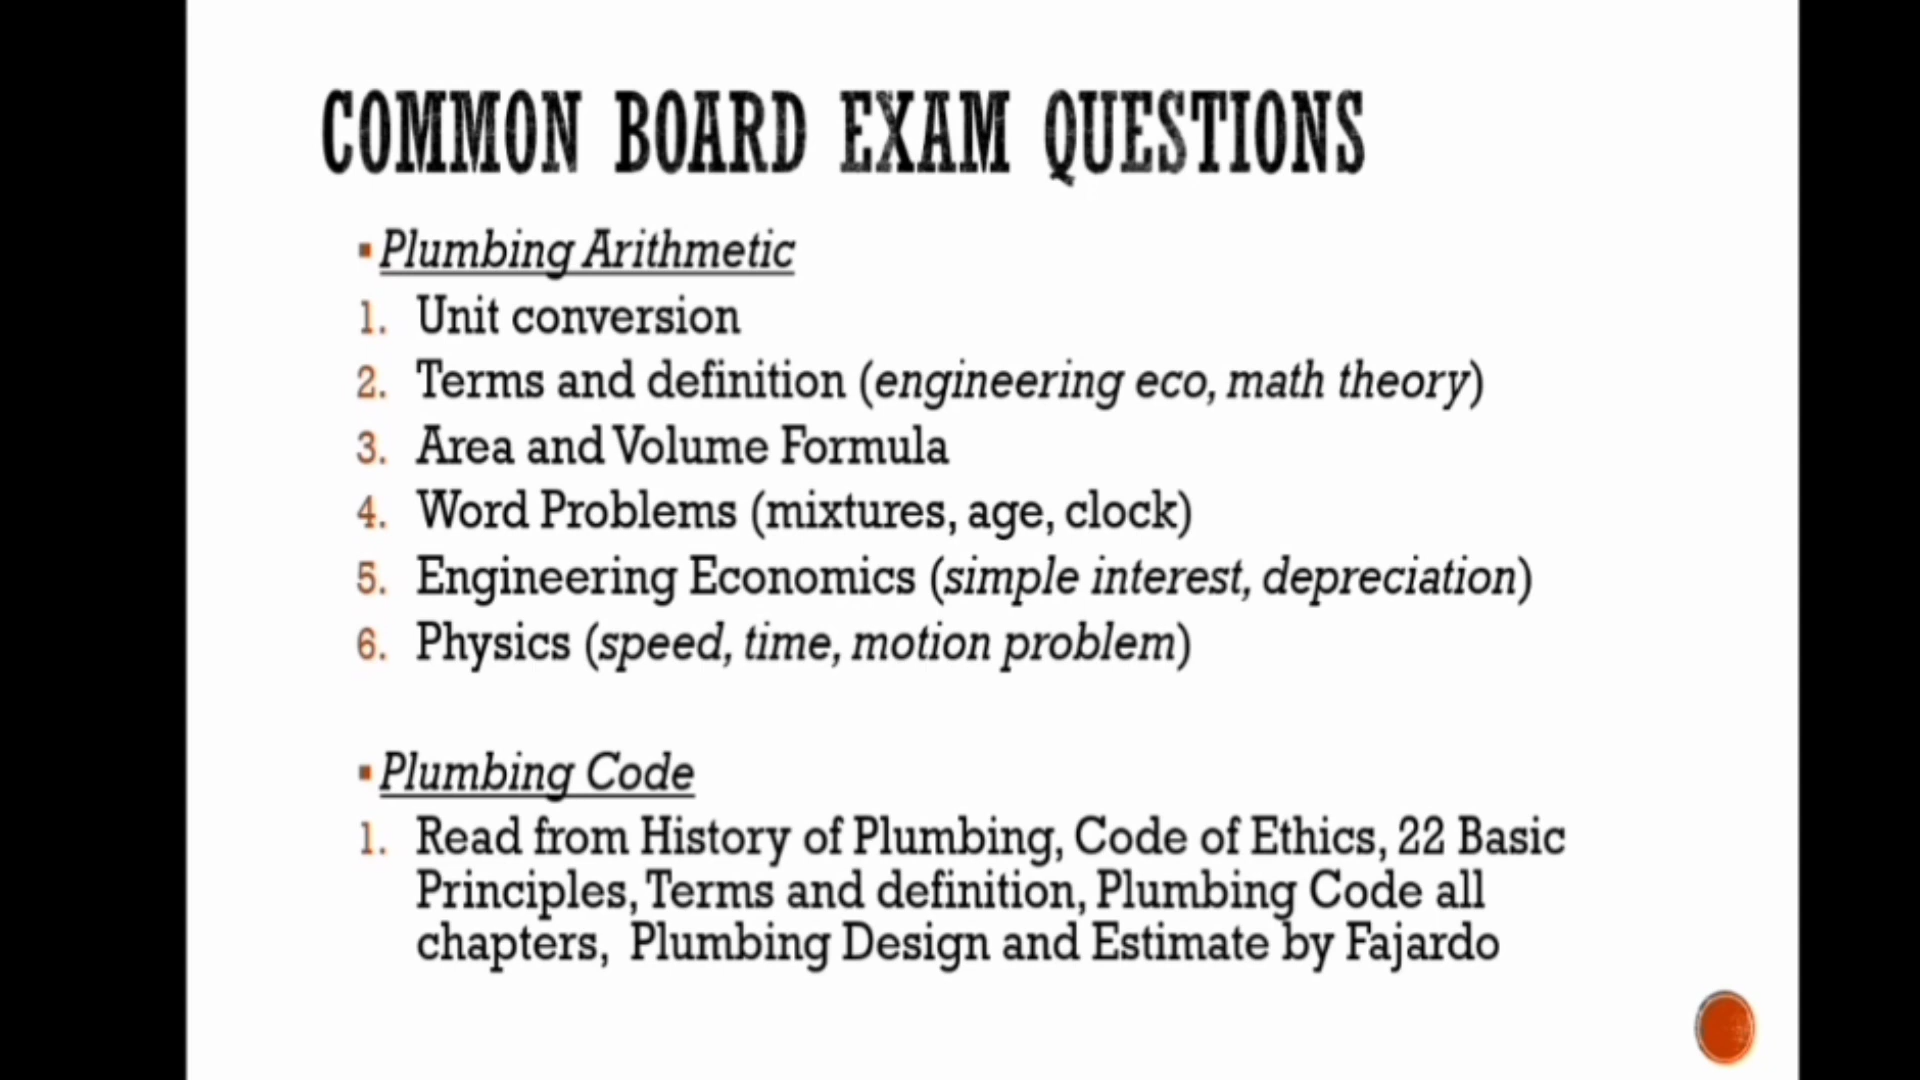 COMMON BOARD EXAM QUESTIONS
▪Plumbing Arithmetic
1. Unit conversion
2. Terms and definition (engineering eco, math theory)
3. Area and Volume Formula
4. Word Problems (mixtures, age, clock)
5. Engineering Economics (simple interest, depreciation)
6. Physics (speed, time, motion problem)
▪Plumbing Code
1. Read from History of Plumbing, Code of Ethics, 22 Basic
Principles, Terms and definition, Plumbing Code all
chapters, Plumbing Design and Estimate by Fajardo